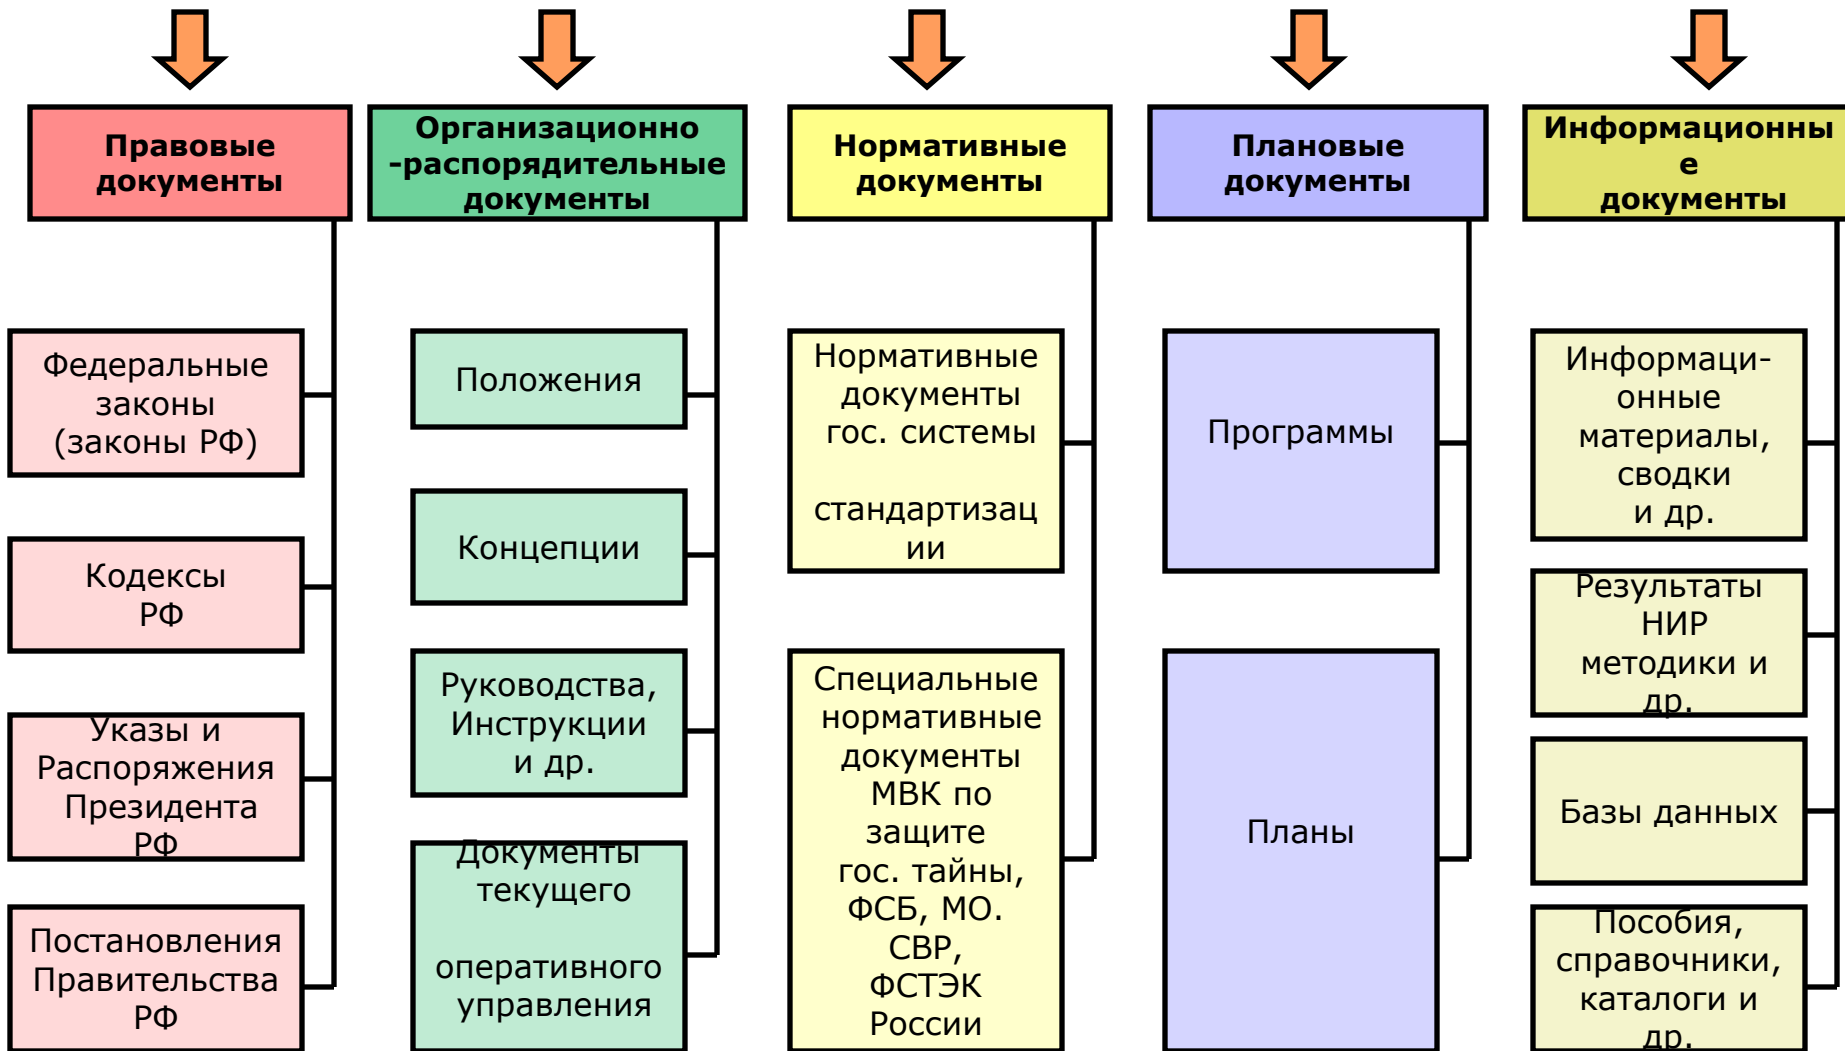 Правовые
документы
Организационно
-распорядительные
документы
Нормативные
документы
Плановые
документы
Информационны
е
документы
Федеральные
законы
(законы РФ)
Кодексы
РФ
Указы и
Распоряжения
Президента
РФ
Постановления
Правительства
РФ
Положения
Концепции
Руководства,
Инструкции
и др.
Документы
текущего
оперативного
управления
Нормативные
документы
гос. системы
стандартизац
ии
Специальные
нормативные
документы
МВК по
защите
гос. тайны,
ФСБ, МО.
СВР,
ФСТЭК
России
Программы
Планы
Информаци-
онные
материалы,
сводки
и др.
Результаты
НИР
методики и
др.
Базы данных
Пособия,
справочники,
каталоги и
др.